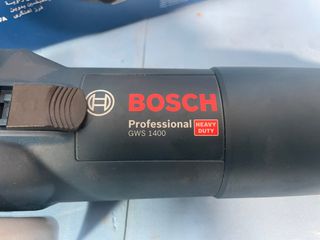 BOSCH
Professional
GWS 1400
HEAVY
DUTY